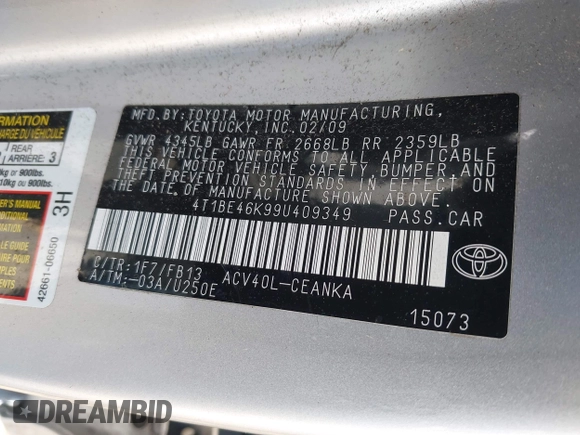 MFD.BY:TOYOTA MOTOR MANUFACTURING,
KENTUCKY,INC.02/09
GVWR 4345LB GAWR FR 2668LB RR 2359LB
THIS VEHICLE CONFORMS TO ALL APPLICABLE
FEDERAL MOTOR VEHICLE SAFETY,BUMPER,AND
THEFT PREVENTION STANDARDS IN EFFECT ON
THE DATE OF MANUFACTURE SHOWN ABOVE.
4T1BE46K99U409349 PASS.CAR
C/TR:1F7/FB13 ACV40L-CEANKA
A/TM:-03A/U250E
15073
TOYOTA
REAR
ARRIÈRE 3
3H
42661-06650
DREAMBID